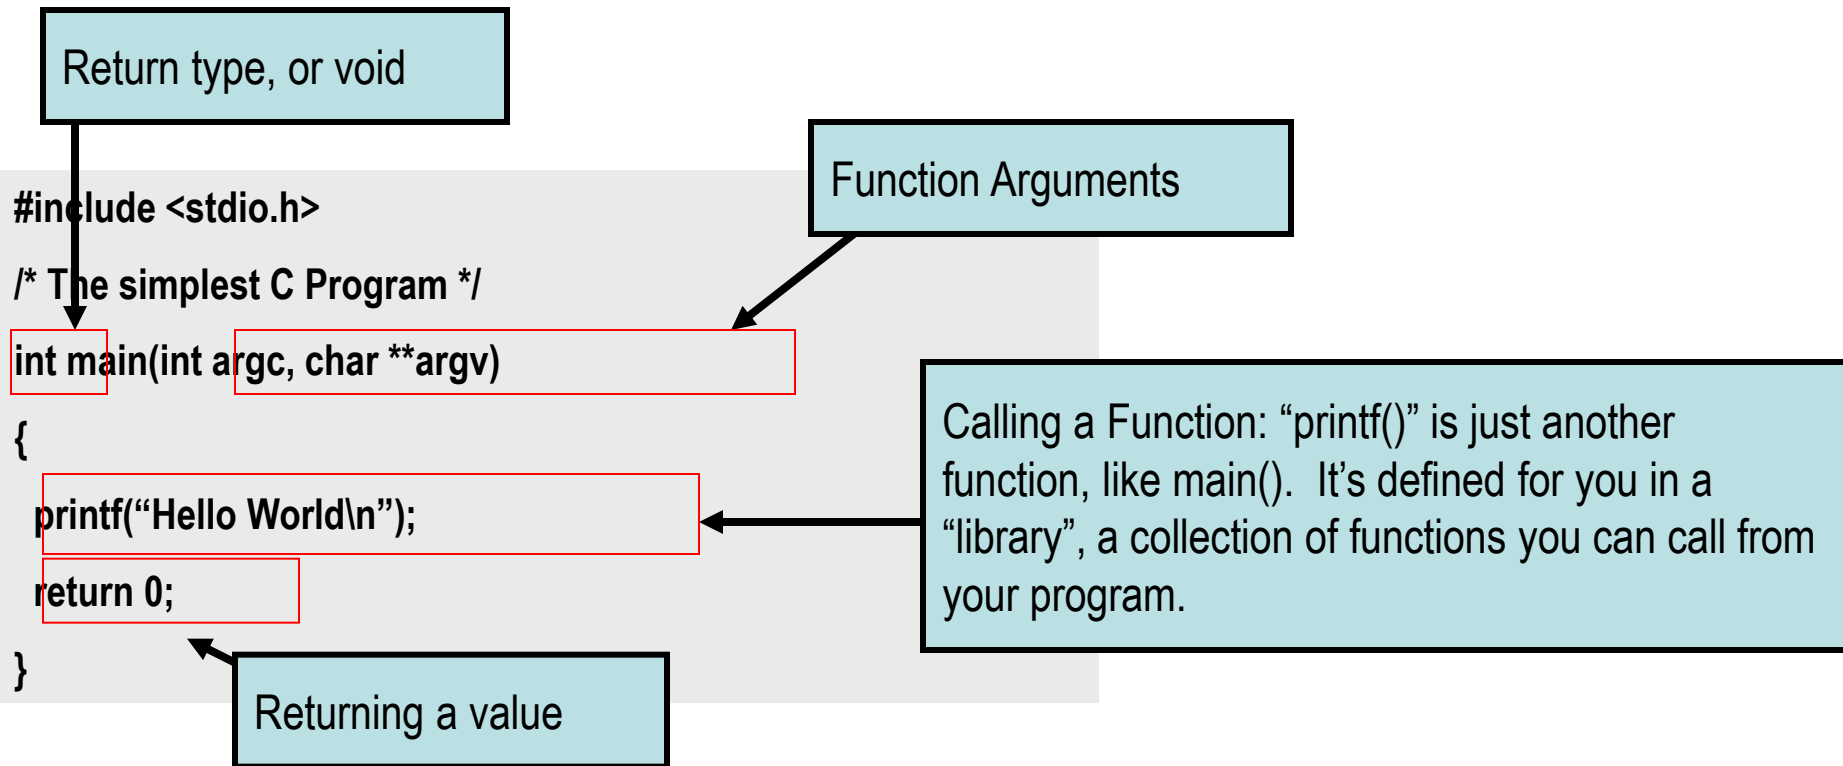 Return type, or void
Function Arguments
#include <stdio.h>
/* The simplest C Program */
int main(int argc, char **argv)
{
printf(“Hello World\n”);
return 0;
}
Calling a Function: “printf()” is just another
function, like main().  It’s defined for you in a
“library”, a collection of functions you can call from
your program.
Returning a value